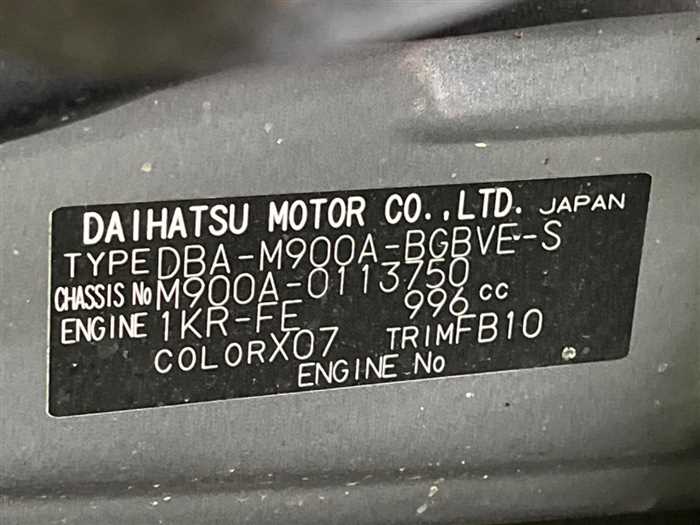 DAIHATSU MOTOR CO.,LTD. JAPAN
TYPE DBA-M900A-BGBVE-S
CHASSIS No M900A-0113750
ENGINE 1KR-FE 996 cc
COLOR X07 TRIM FB10
ENGINE No